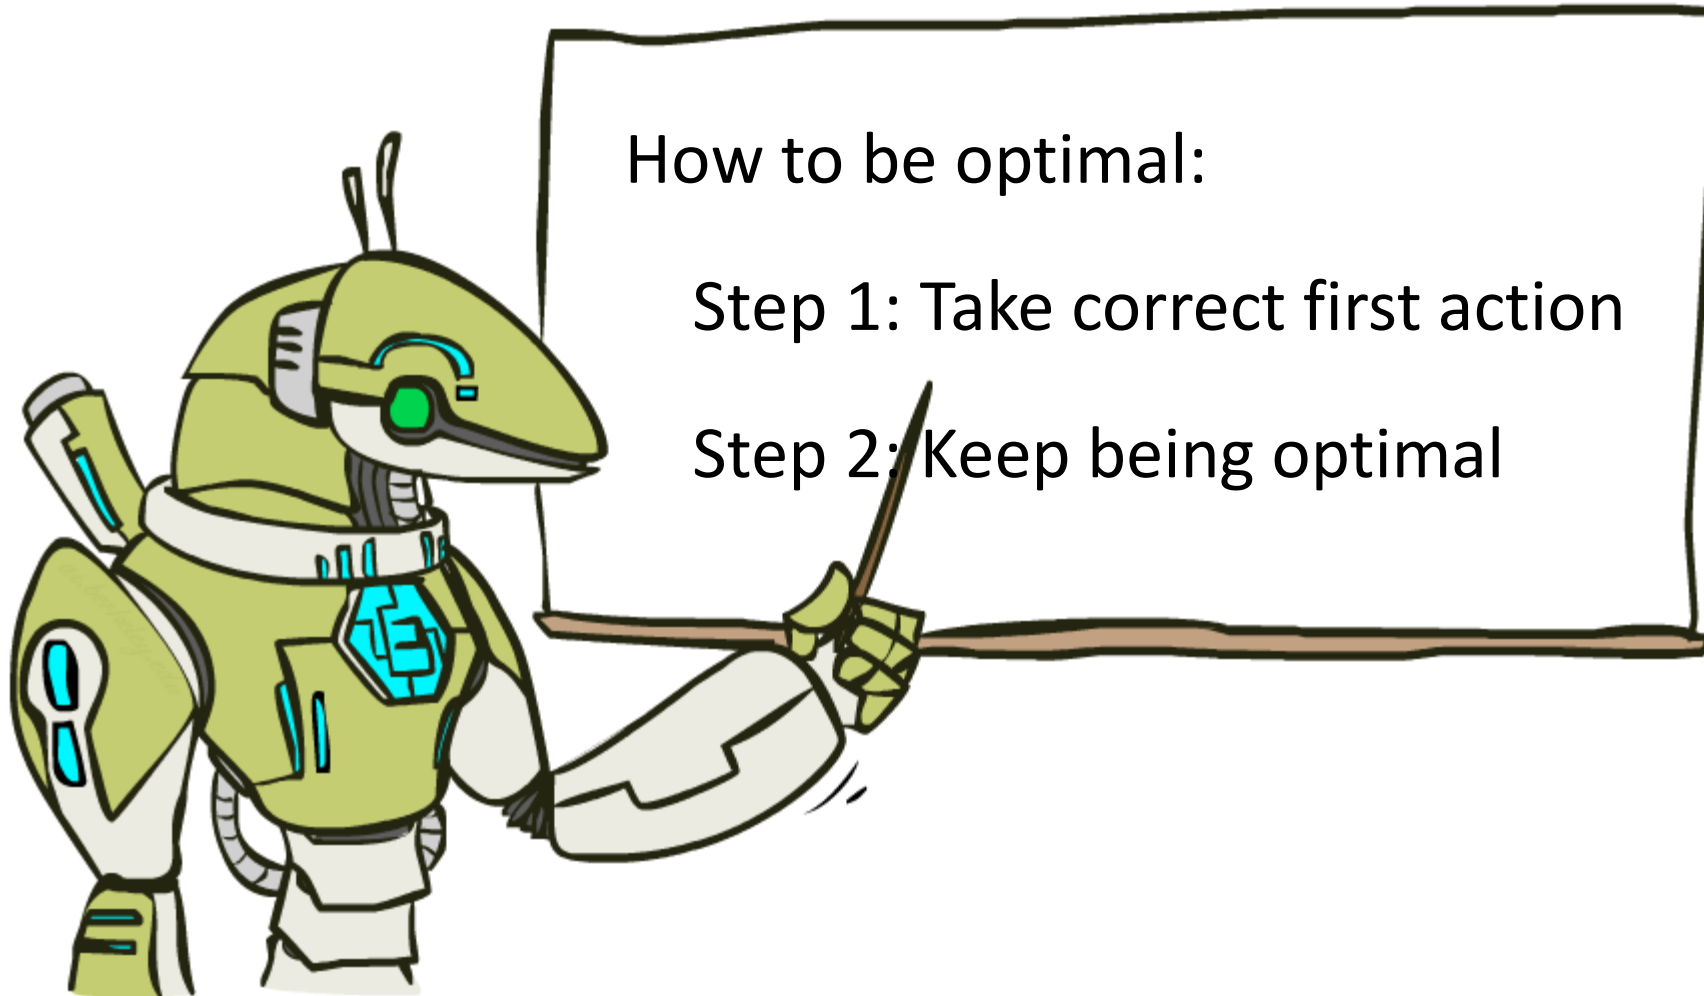 How to be optimal:
Step 1: Take correct first action
Step 2: Keep being optimal